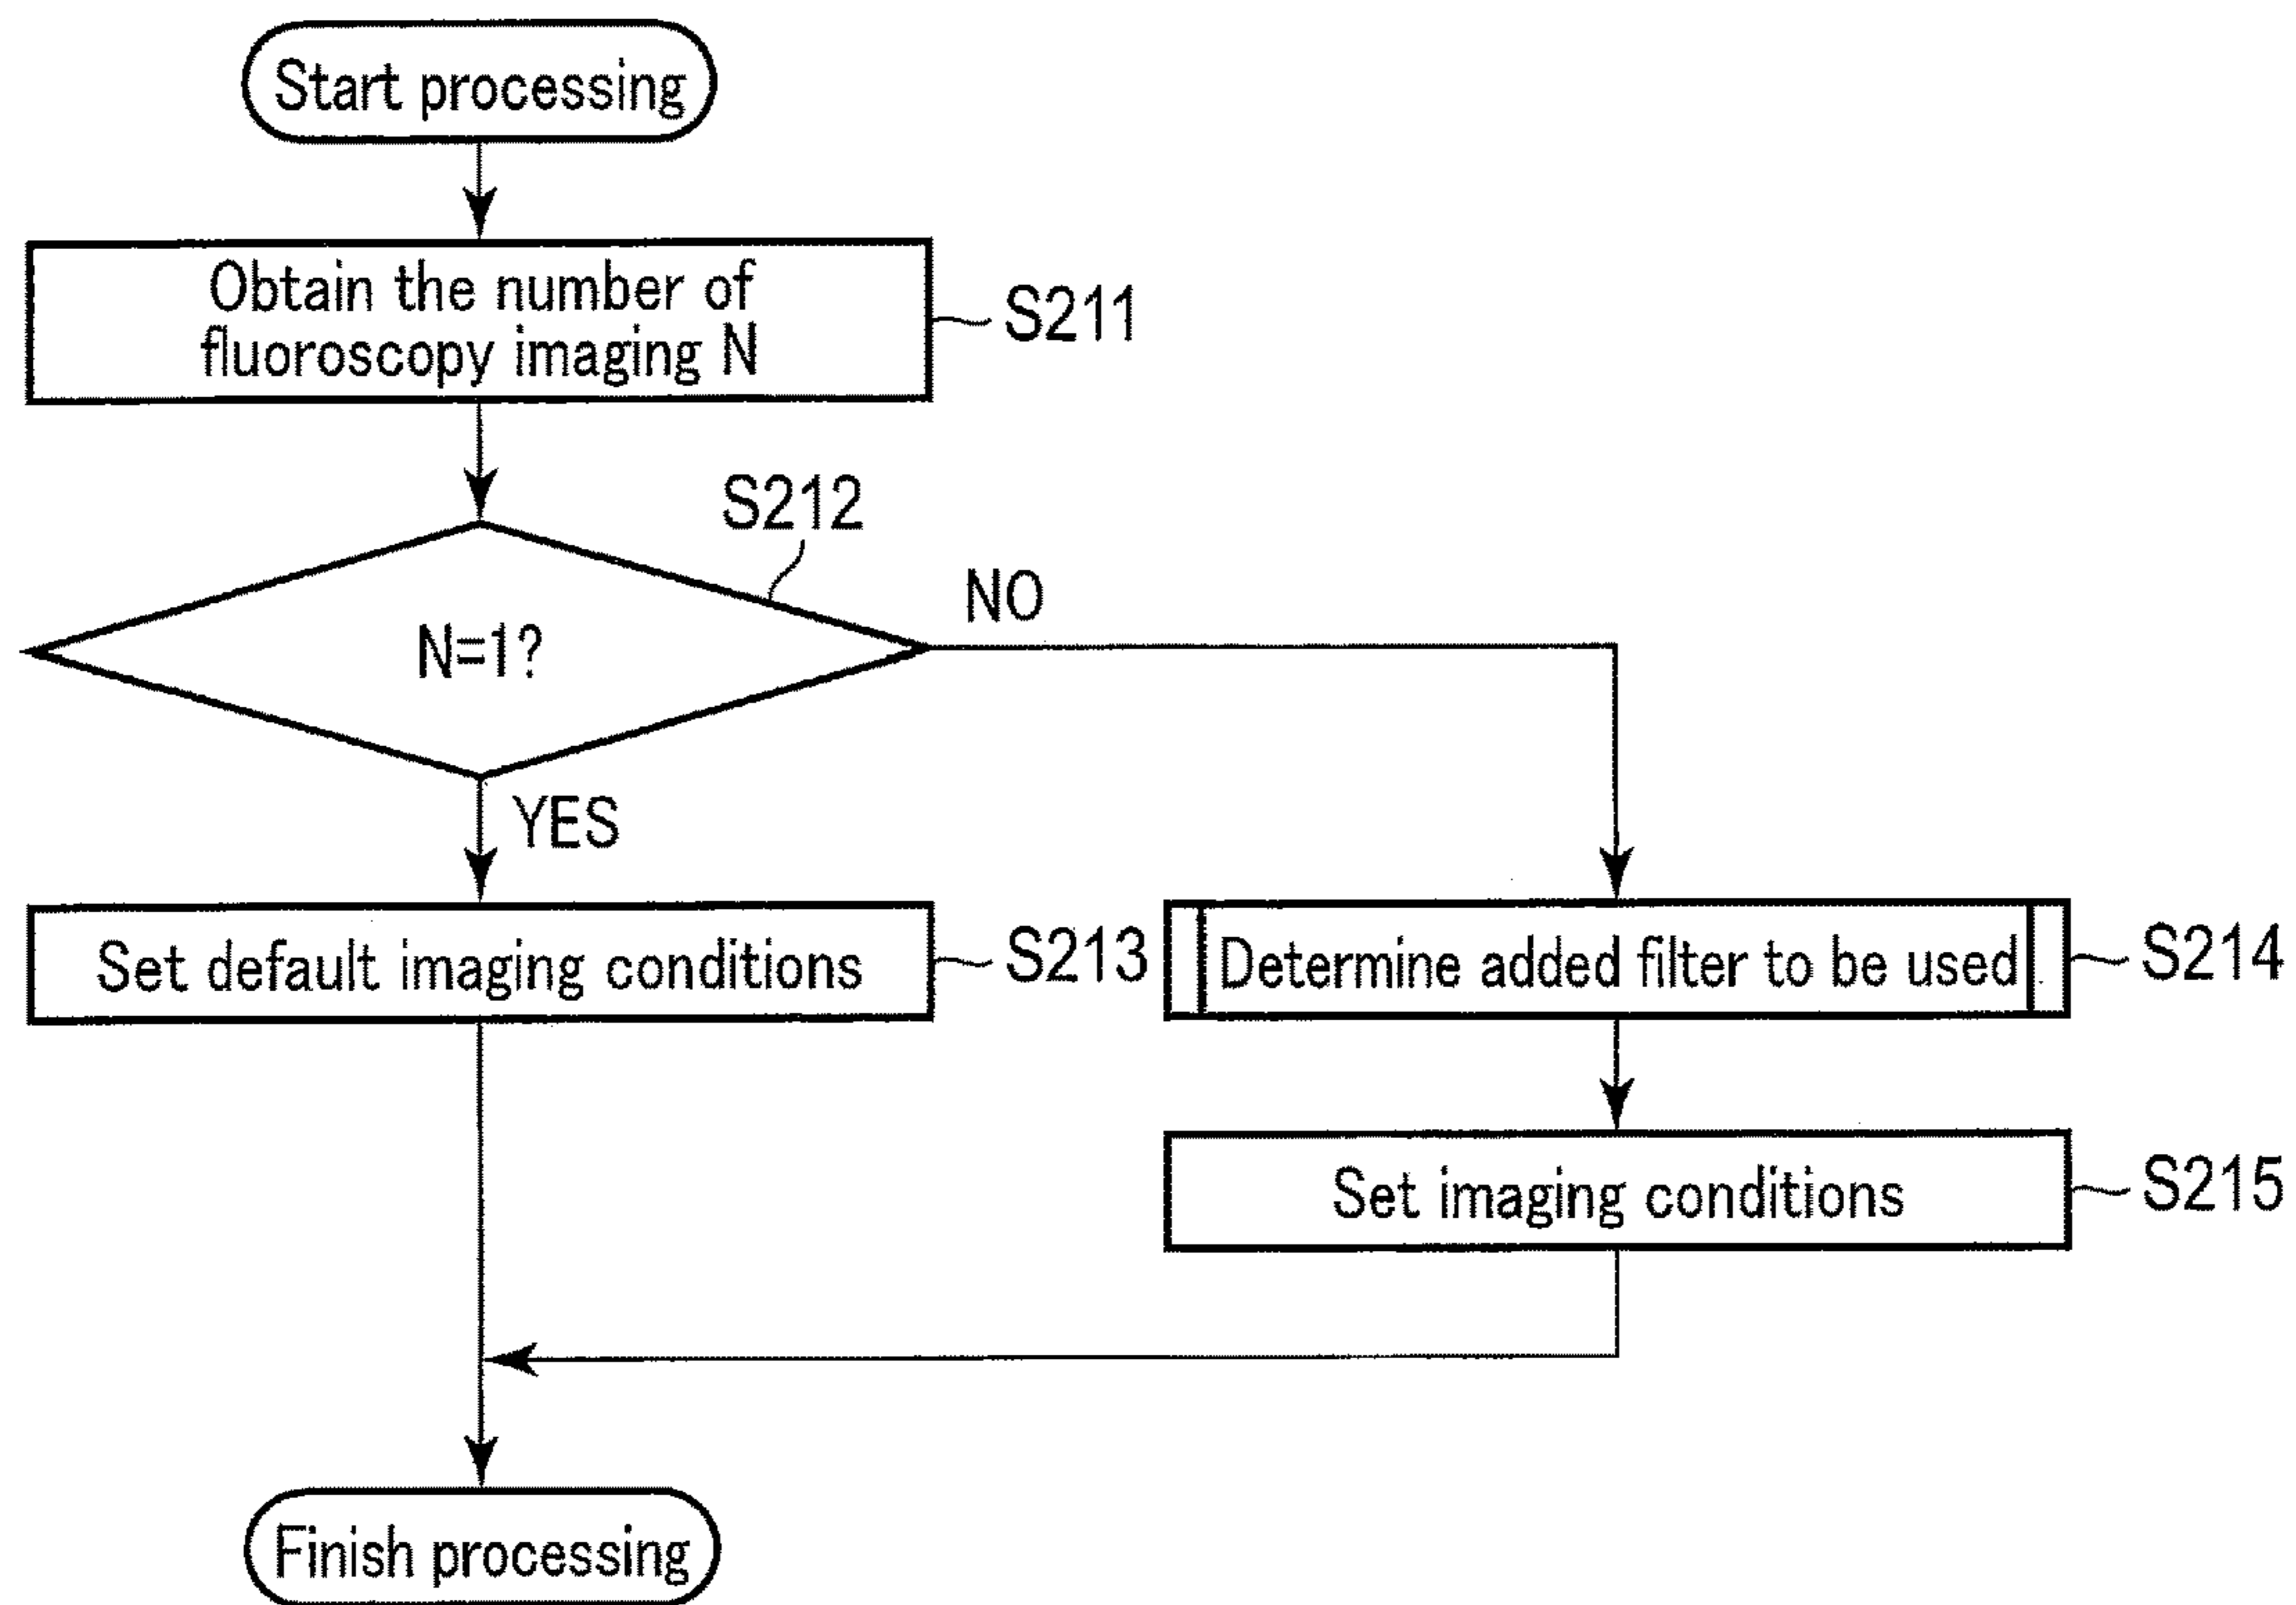 Start processing
Obtain the number of
fluoroscopy imaging N
S211
S212
N=1?
NO
YES
Set default imaging conditions
S213
Determine added filter to be used
S214
Set imaging conditions
S215
Finish processing